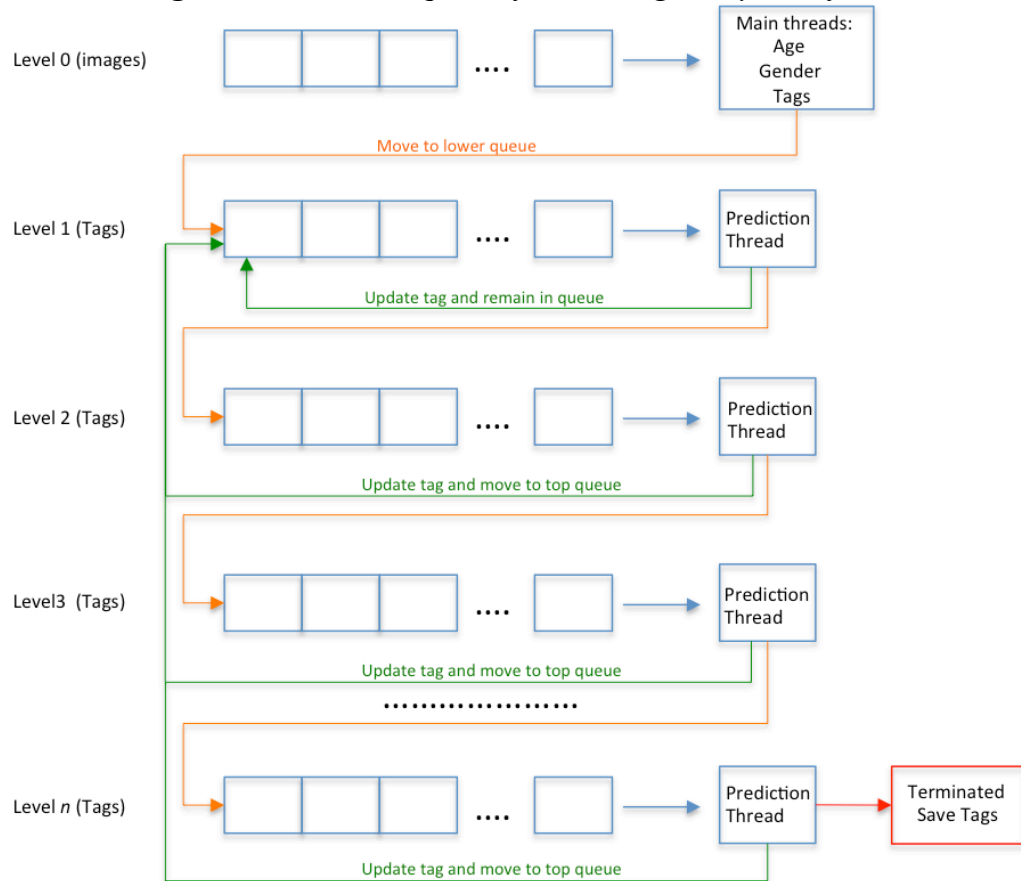 Level 0 (images)
....
Main threads:
Age
Gender
Tags
Move to lower queue
Level 1 (Tags)
....
Prediction
Thread
Update tag and remain in queue
Level 2 (Tags)
....
Prediction
Thread
Update tag and move to top queue
Level3 (Tags)
....
Prediction
Thread
Update tag and move to top queue
.....................
Level n (Tags)
....
Prediction
Thread
Terminated
Save Tags
Update tag and move to top queue